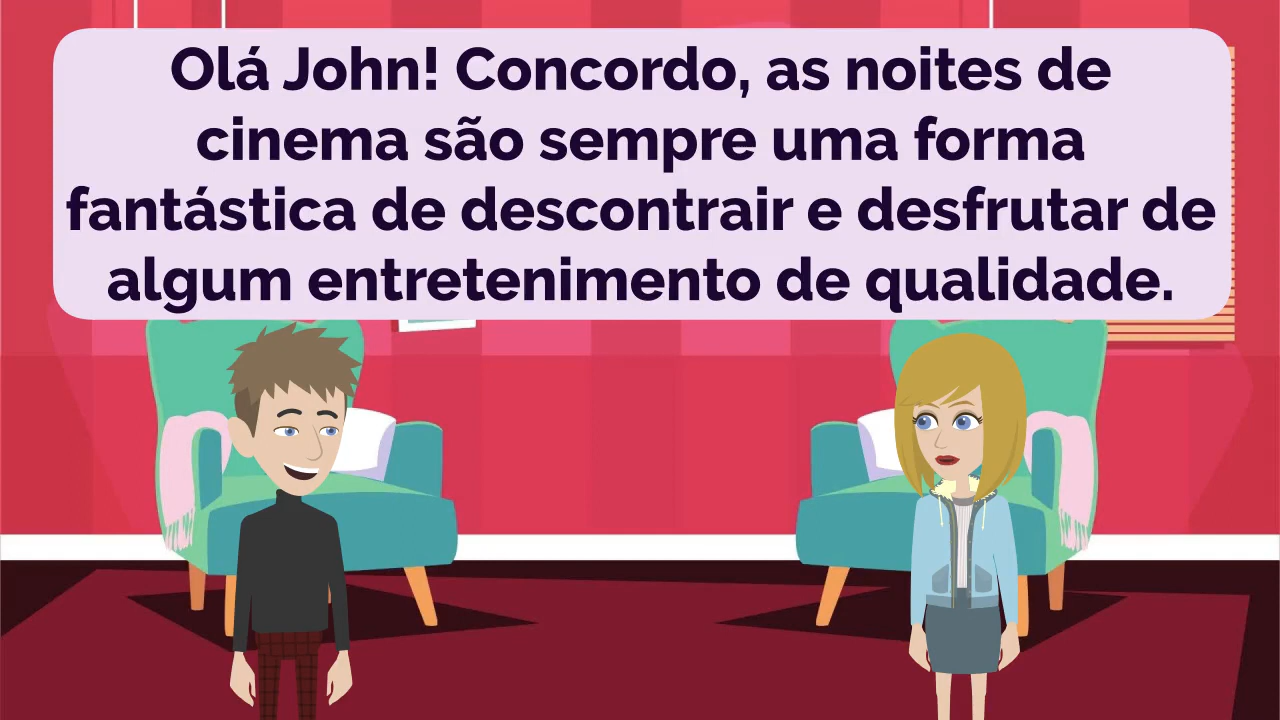 Olá John! Concordo, as noites de
cinema são sempre uma forma
fantástica de descontrair e desfrutar de
algum entretenimento de qualidade.